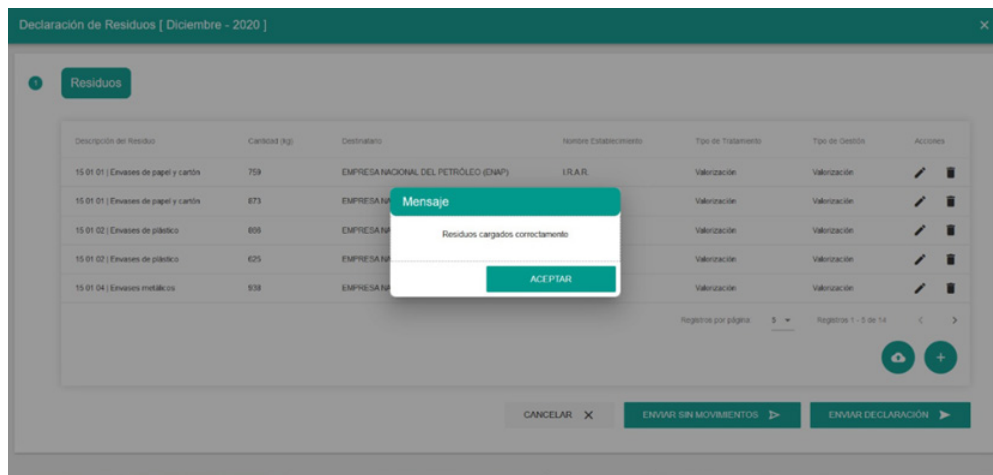 Declaración de Residuos [ Diciembre - 2020 ]
1 Residuos
Descripción del Residuo Cantidad (kg) Destinatario Nombre Establecimiento Tipo de Tratamiento Tipo de Gestión Acciones
15 01 01 | Envases de papel y cartón 759 EMPRESA NACIONAL DEL PETRÓLEO (ENAP) I.R.A.R. Valorización Valorización
15 01 01 | Envases de papel y cartón 873 EMPRESA Valorización Valorización
15 01 02 | Envases de plástico EMPRESA Valorización Valorización
15 01 02 | Envases de plástico 625 EMPRESA Valorización Valorización
15 01 04 | Envases metálicos 939 EMPRESA Valorización Valorización
Mensaje
Residuos cargados correctamente
ACEPTAR
Registros por página 5 Registros 1 - 5 de 14
CANCELAR ENVIAR SIN MOVIMIENTOS ENVIAR DECLARACIÓN